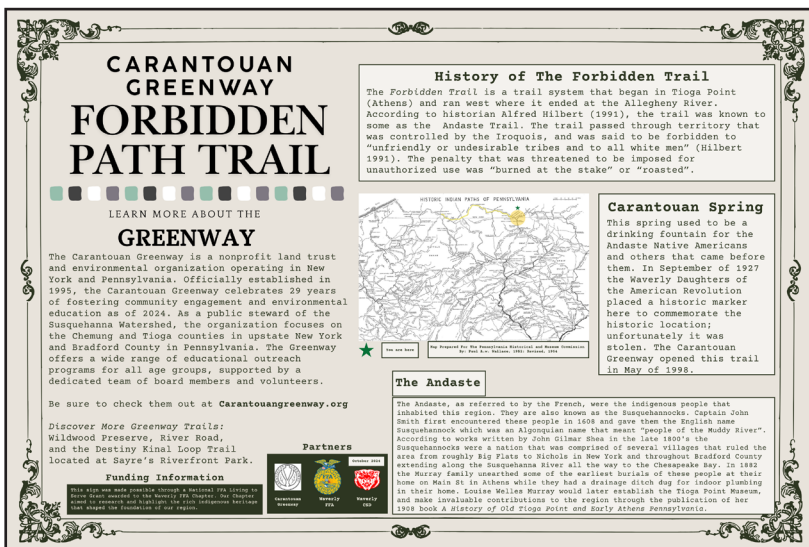 CARANTOUAN
GREENWAY
FORBIDDEN
PATH TRAIL
LEARN MORE ABOUT THE
GREENWAY
The Carantouan Greenway is a nonprofit land trust
and environmental organization operating in New
York and Pennsylvania. Officially established in
1995, the Carantouan Greenway celebrates 29 years
of fostering community engagement and environmental
education as of 2024. As a public steward of the
Susquehanna Watershed, the organization focuses on
the Chemung and Tioga counties in upstate New York
and Bradford County in Pennsylvania. The Greenway
offers a wide range of educational outreach
programs for all age groups, supported by a
dedicated team of board members and volunteers.
Be sure to check them out at Carantouangreenway.org
Discover More Greenway Trails:
Wildwood Preserve, River Road,
and the Destiny Kinal Loop Trail
located at Sayre's Riverfront Park.
Funding Information
This sign was made possible through a National FFA Living to
Serve Grant awarded to the Waverly FFA Chapter. Our Chapter
aimed to research and highlight the rich indigenous heritage
that shaped the foundation of our region.
Partners
October 2024
Carantouan
Greenway
Waverly
FFA
Waverly
CSD
History of The Forbidden Trail
The Forbidden Trail is a trail system that began in Tioga Point
(Athens) and ran west where it ended at the Allegheny River.
According to historian Alfred Hilbert (1991), the trail was known to
some as the Andaste Trail. The trail passed through territory that
was controlled by the Iroquois, and was said to be forbidden to
"unfriendly or undesirable tribes and to all white men" (Hilbert
1991). The penalty that was threatened to be imposed for
unauthorized use was "burned at the stake" or "roasted".
HISTORIC INDIAN PATHS OF PENNSYLVANIA
You are here
Map Prepared for the Pennsylvania Historical and Museum Commission
By: Paul A.W. Wallace, 1952; Revised, 1964
Carantouan Spring
This spring used to be a
drinking fountain for the
Andaste Native Americans
and others that came before
them. In September of 1927
the Waverly Daughters of
the American Revolution
placed a historic marker
here to commemorate the
historic location;
unfortunately it was
stolen. The Carantouan
Greenway opened this trail
in May of 1998.
The Andaste
The Andaste, as referred to by the French, were the indigenous people that
inhabited this region. They are also known as the Susquehannocks. Captain John
Smith first encountered these people in 1608 and gave them the English name
Susquehannock which was an Algonquian name that meant "people of the Muddy River".
According to works written by John Gilmar Shea in the late 1800's the
Susquehannocks were a nation that was comprised of several villages that ruled the
area from roughly Big Flats to Nichols in New York and throughout Bradford County
extending along the Susquehanna River all the way to the Chesapeake Bay. In 1882
the Murray family unearthed some of the earliest burials of these people at their
home on Main St in Athens while they had a drainage ditch dug for indoor plumbing
in their home. Louise Welles Murray would later establish the Tioga Point Museum,
and make invaluable contributions to the region through the publication of her
1908 book A History of Old Tioga Point and Early Athens Pennsylvania.